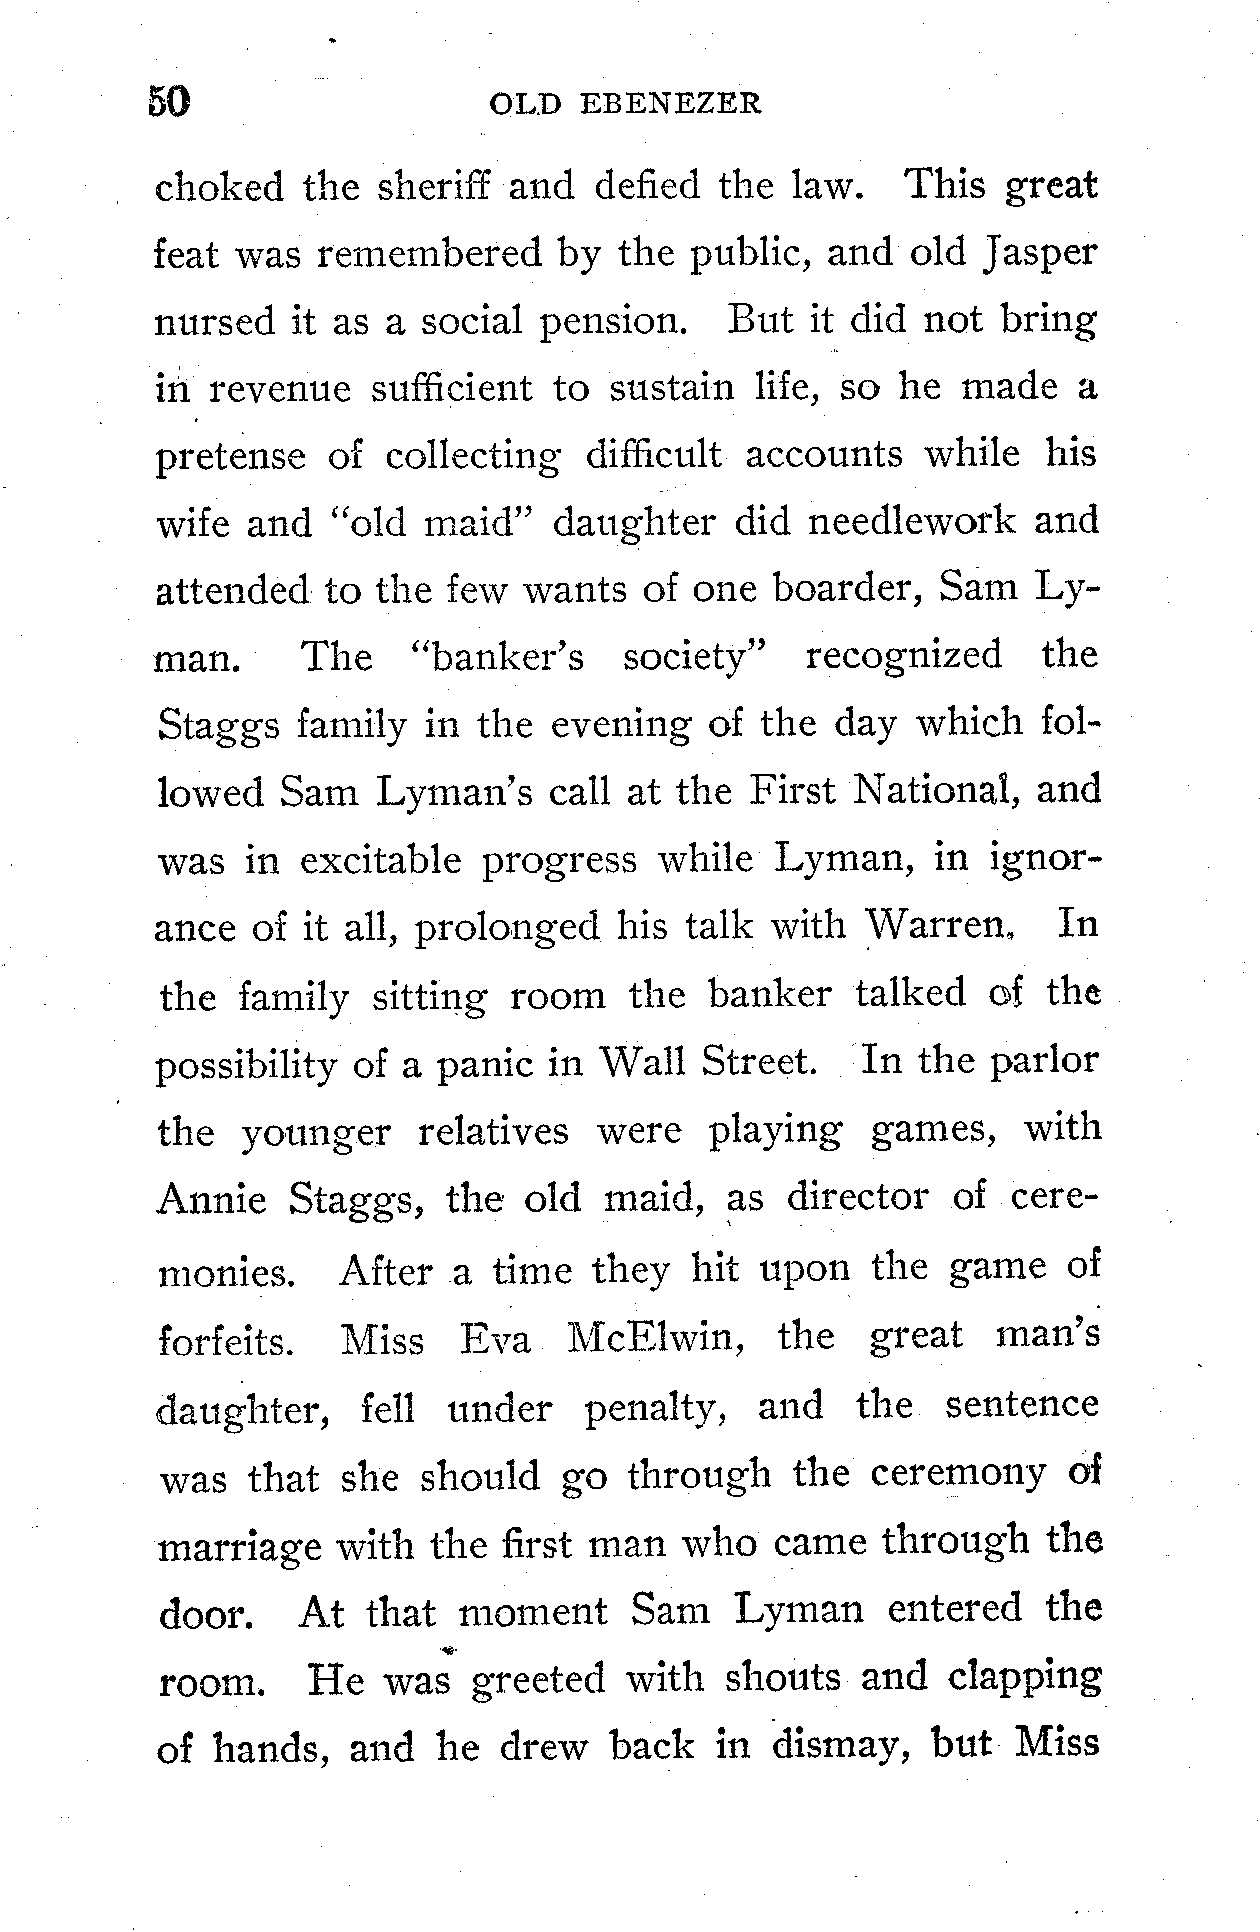 50 OLD EBENEZER
choked the sheriff and defied the law. This great
feat was remembered by the public, and old Jasper
nursed it as a social pension. But it did not bring
in revenue sufficient to sustain life, so he made a
pretense of collecting difficult accounts while his
wife and “old maid” daughter did needlework and
attended to the few wants of one boarder, Sam Ly-
man. The “banker’s society” recognized the
Staggs family in the evening of the day which fol-
lowed Sam Lyman’s call at the First National, and
was in excitable progress while Lyman, in ignor-
ance of it all, prolonged his talk with Warren. In
the family sitting room the banker talked of the
possibility of a panic in Wall Street. In the parlor
the younger relatives were playing games, with
Annie Staggs, the old maid, as director of cere-
monies. After a time they hit upon the game of
forfeits. Miss Eva McElwin, the great man’s
daughter, fell under penalty, and the sentence
was that she should go through the ceremony of
marriage with the first man who came through the
door. At that moment Sam Lyman entered the
room. He was greeted with shouts and clapping
of hands, and he drew back in dismay, but Miss